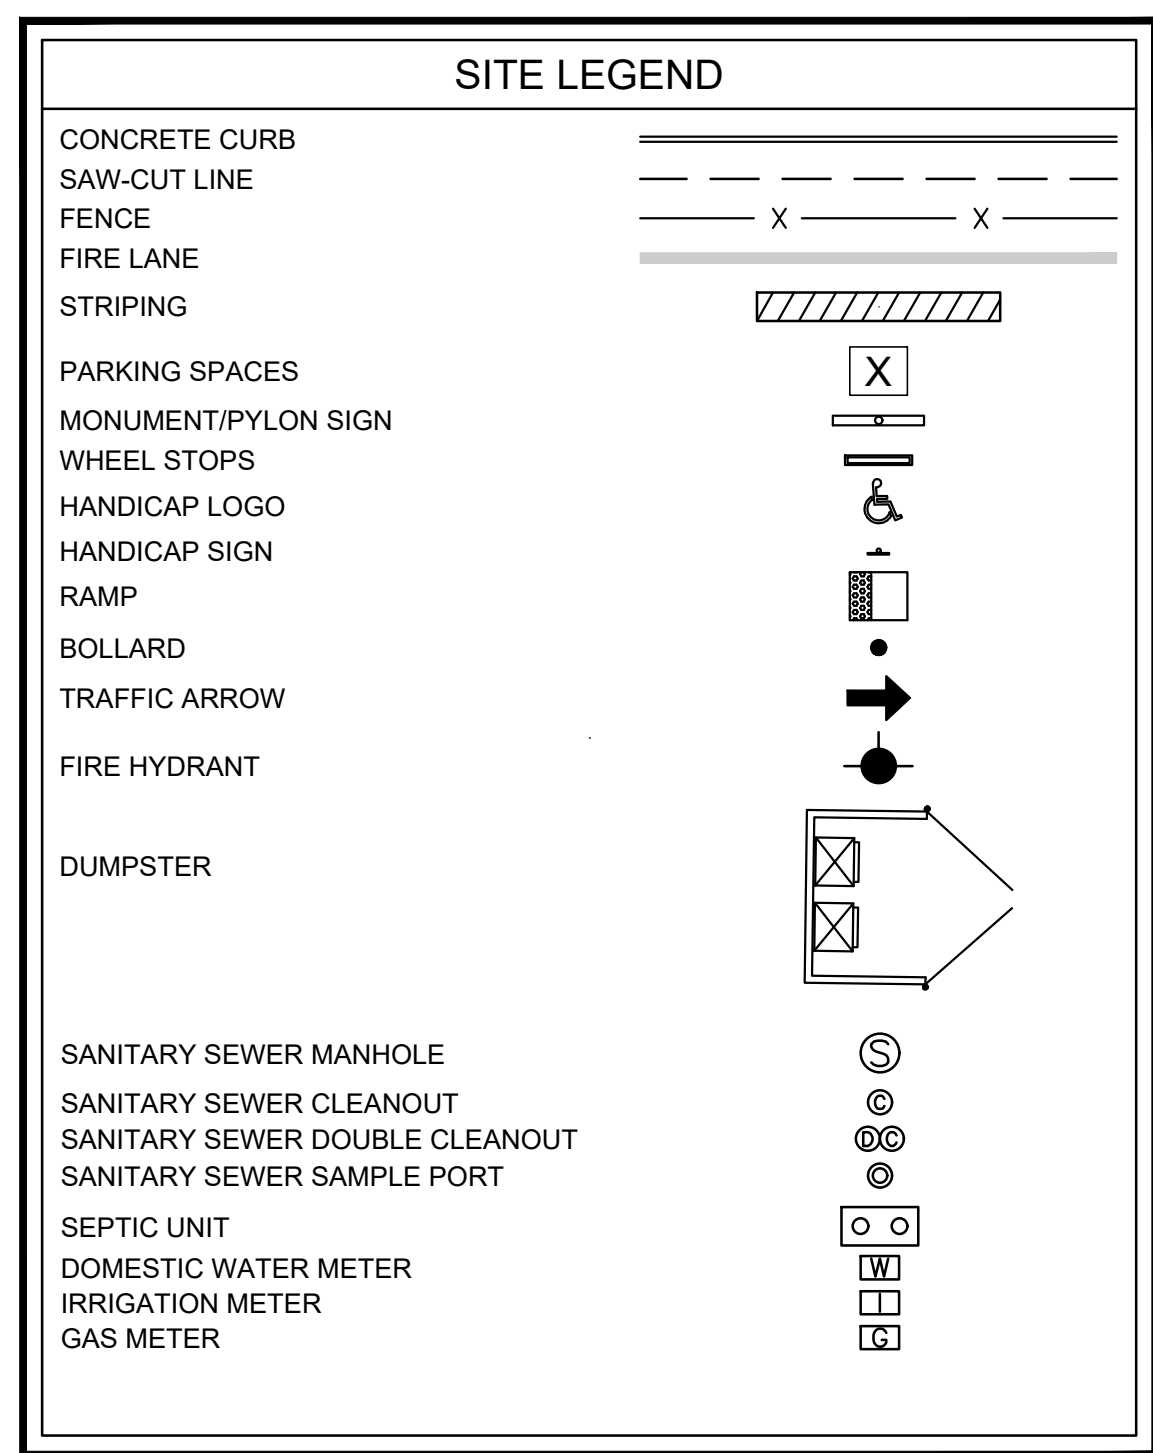 SITE LEGEND
CONCRETE CURB
SAW-CUT LINE
FENCE X X
FIRE LANE
STRIPING
PARKING SPACES X
MONUMENT/PYLON SIGN
WHEEL STOPS
HANDICAP LOGO
HANDICAP SIGN
RAMP
BOLLARD
TRAFFIC ARROW
FIRE HYDRANT
DUMPSTER
SANITARY SEWER MANHOLE S
SANITARY SEWER CLEANOUT C
SANITARY SEWER DOUBLE CLEANOUT D C
SANITARY SEWER SAMPLE PORT
SEPTIC UNIT
DOMESTIC WATER METER W
IRRIGATION METER I
GAS METER G